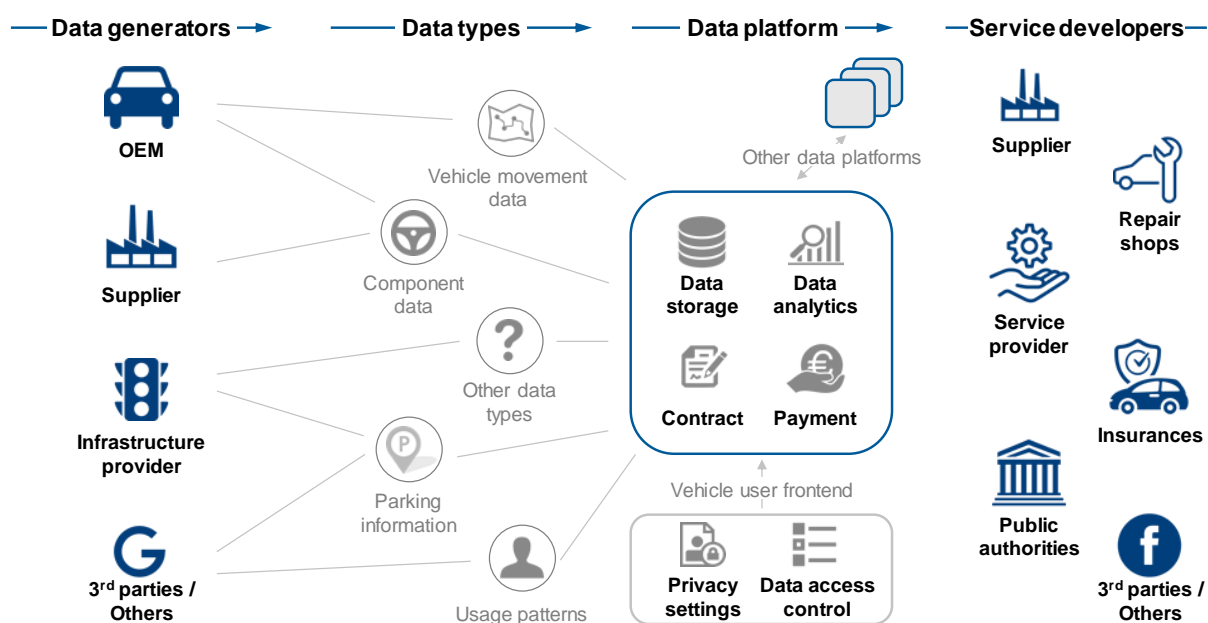 Data generators
Data types
Data platform
Service developers
OEM
Supplier
Infrastructure
provider
3rd parties /
Others
Vehicle movement
data
Component
data
Other data
types
P
Parking
information
Usage patterns
Other data platforms
Data
storage
Data
analytics
Contract
€
Payment
Vehicle user frontend
Privacy
settings
Data access
control
Supplier
Repair
shops
Service
provider
Insurances
Public
authorities
3rd parties /
Others